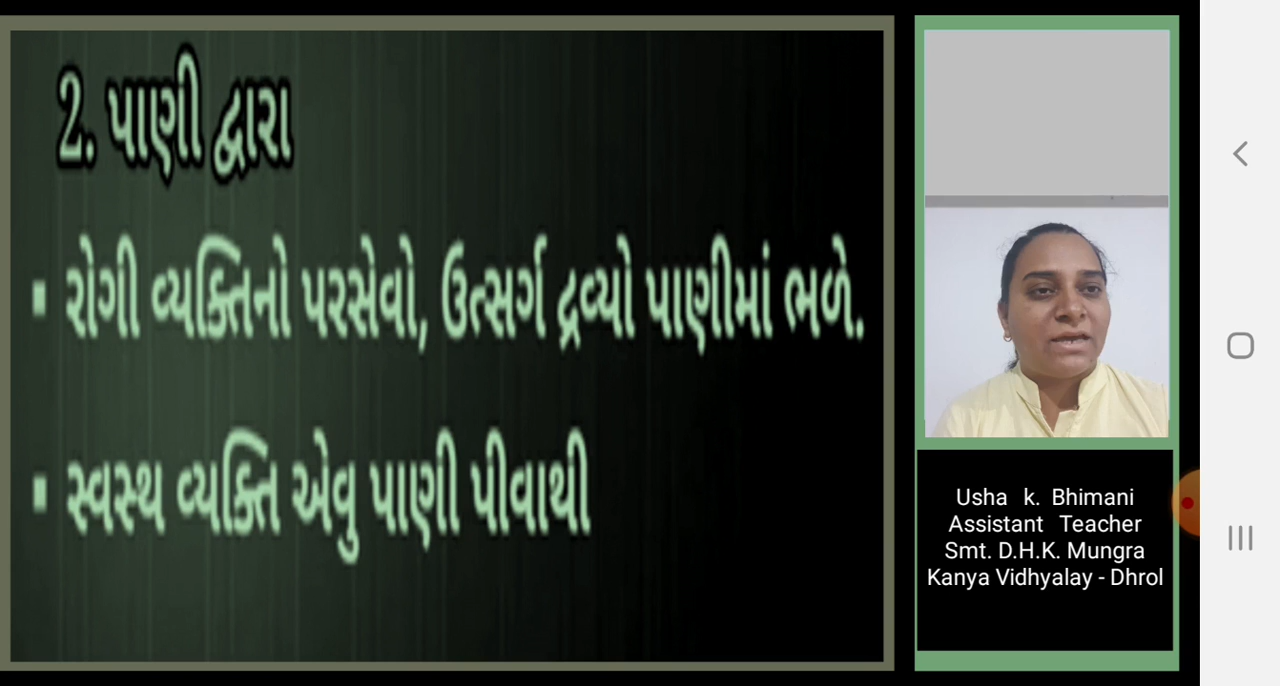 2. પાણી દ્વારા
▪ રોગી વ્યક્તિનો પરસેવો, ઉત્સર્ગ દ્રવ્યો પાણીમાં ભળે.
▪ સ્વસ્થ વ્યક્તિ એવુ પાણી પીવાથી
Usha k. Bhimani
Assistant Teacher
Smt. D.H.K. Mungra
Kanya Vidhyalay - Dhrol